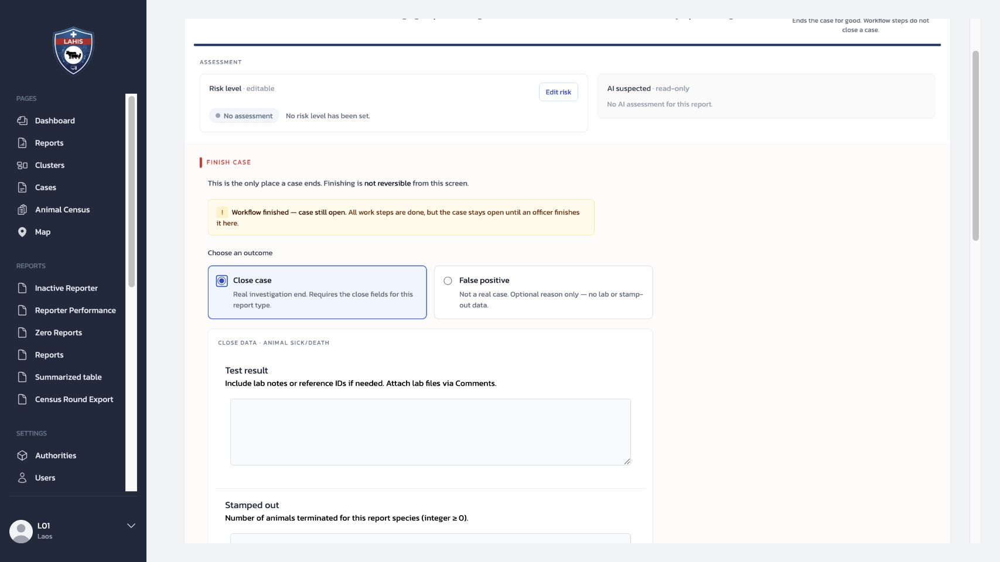 LAHIS
PAGES
Dashboard
Reports
Clusters
Cases
Animal Census
Map
REPORTS
Inactive Reporter
Reporter Performance
Zero Reports
Reports
Summarized table
Census Round Export
SETTINGS
Authorities
Users
L01
Laos
Ends the case for good. Workflow steps do not
close a case.
ASSESSMENT
Risk level · editable
Edit risk
No assessment
No risk level has been set.
AI suspected · read-only
No AI assessment for this report.
FINISH CASE
This is the only place a case ends. Finishing is not reversible from this screen.
! Workflow finished — case still open. All work steps are done, but the case stays open until an officer finishes
it here.
Choose an outcome
Close case
Real investigation end. Requires the close fields for this
report type.
False positive
Not a real case. Optional reason only — no lab or stamp-
out data.
CLOSE DATA · ANIMAL SICK/DEATH
Test result
Include lab notes or reference IDs if needed. Attach lab files via Comments.
Stamped out
Number of animals terminated for this report species (integer ≥ 0).